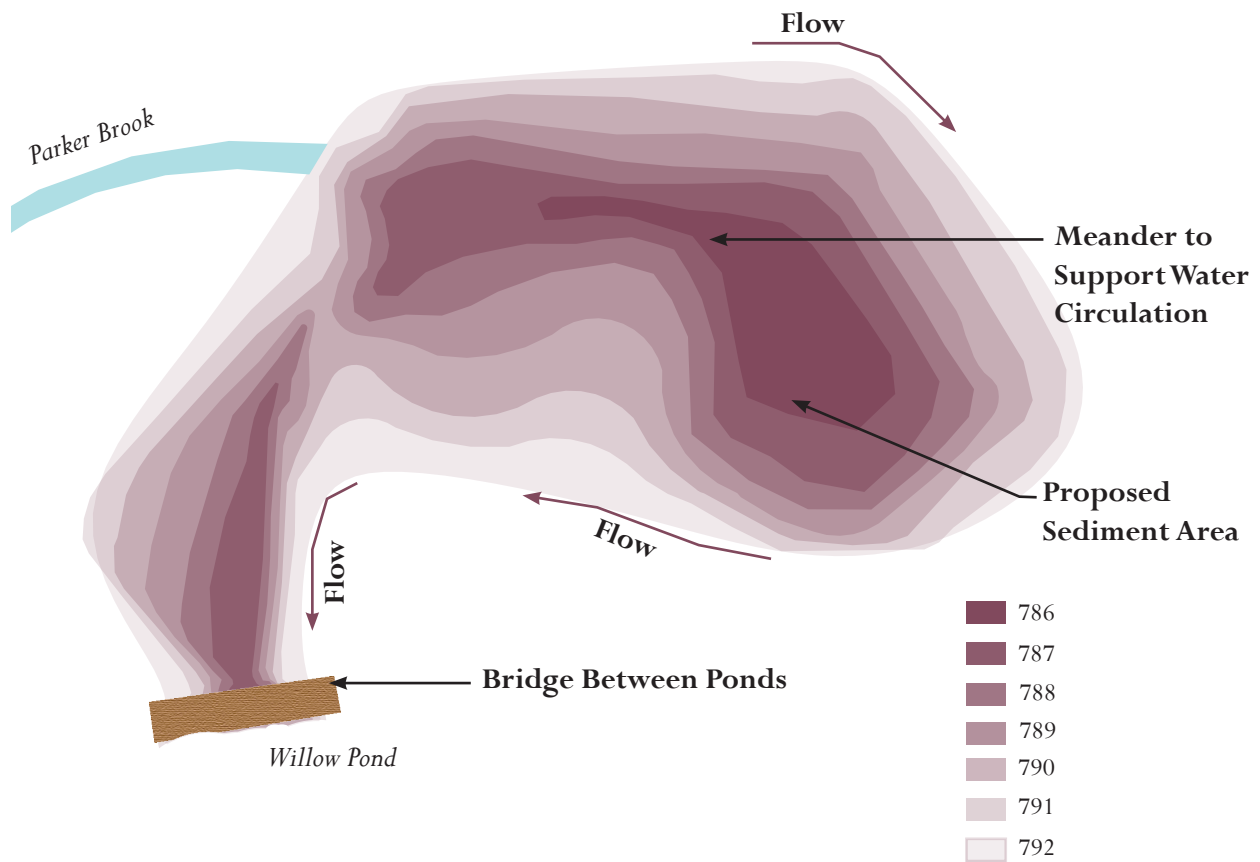 Flow
Parker Brook
Meander to
Support Water
Circulation
Proposed
Sediment Area
Flow
Flow
Bridge Between Ponds
Willow Pond
786
787
788
789
790
791
792